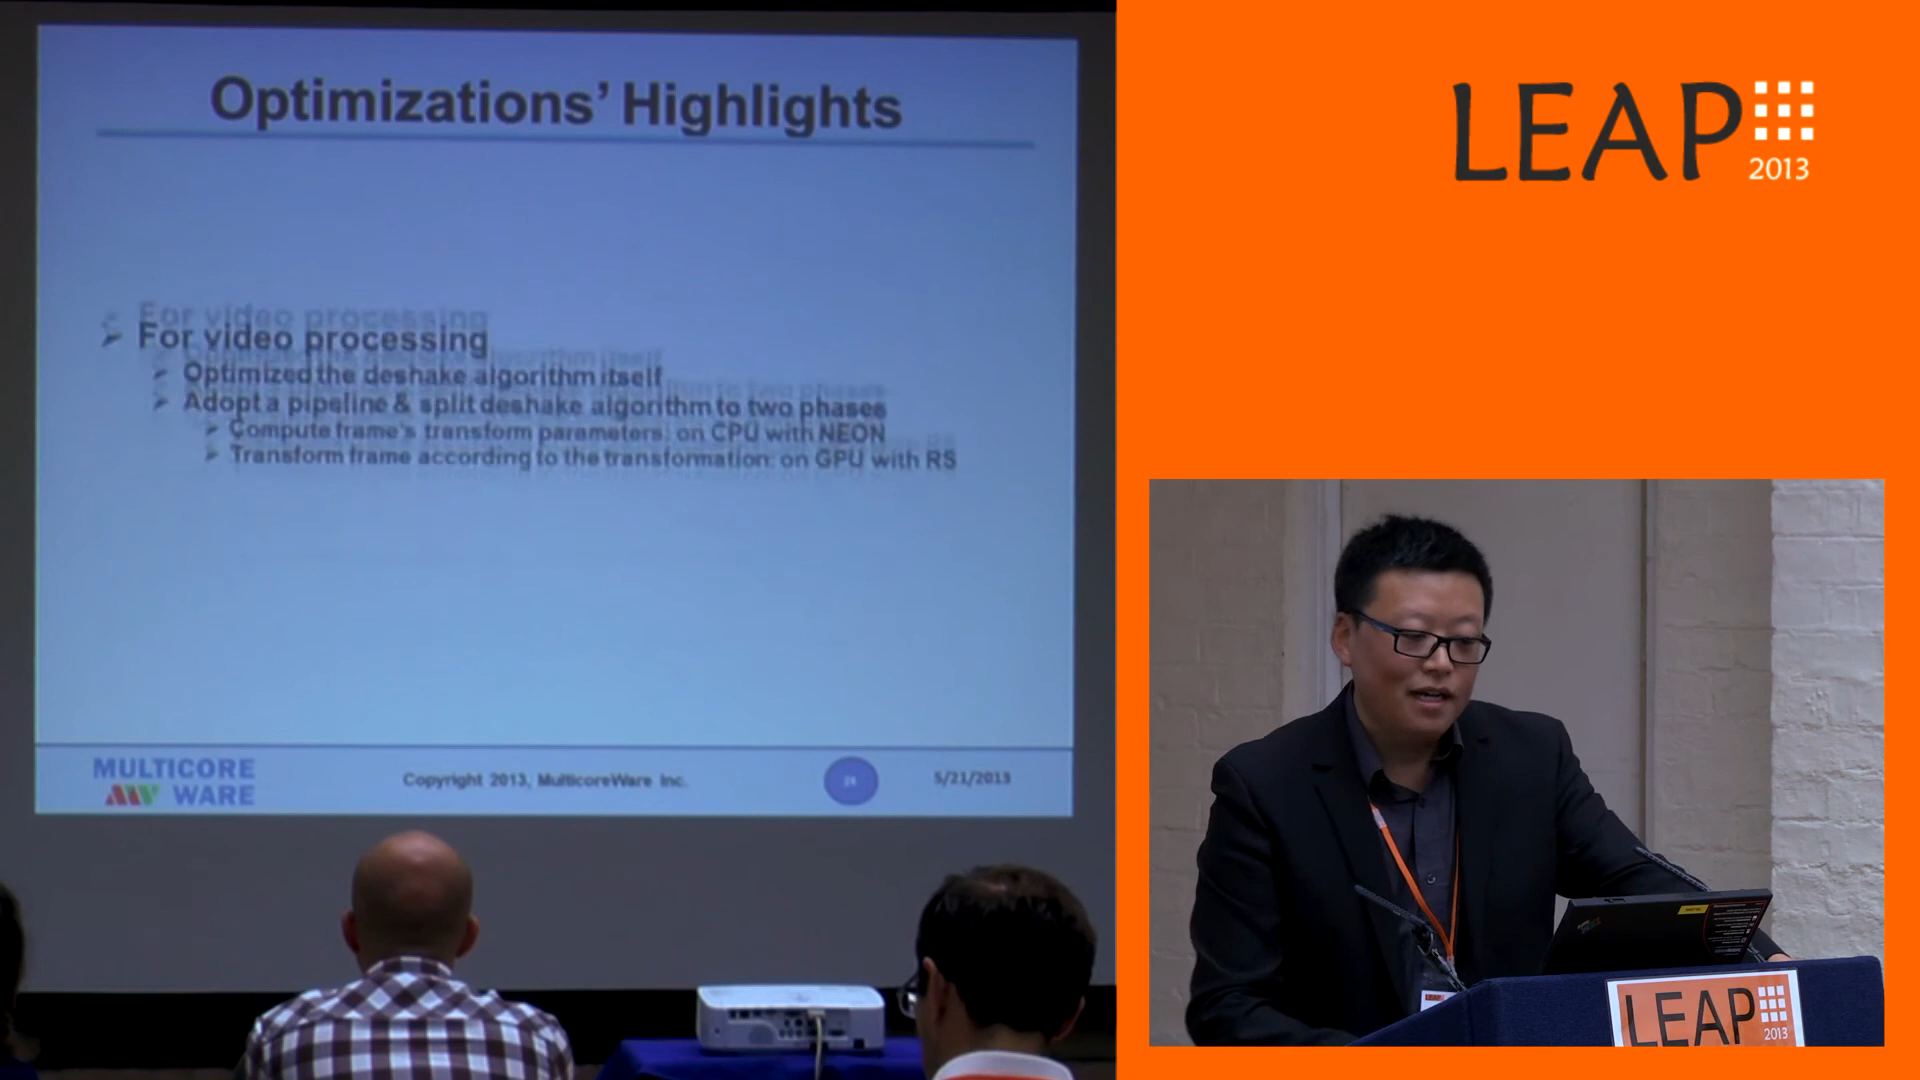 Optimizations' Highlights
For video processing
Optimized the deshake algorithm itself
Adopt a pipeline & split deshake algorithm to two phases
Compute frame's transform parameters: on CPU with NEON
Transform frame according to the transformation: on GPU with RS
MULTICORE
WARE
Copyright 2013, MulticoreWare Inc.
5/21/2013
LEAP
2013
LEAP
2013